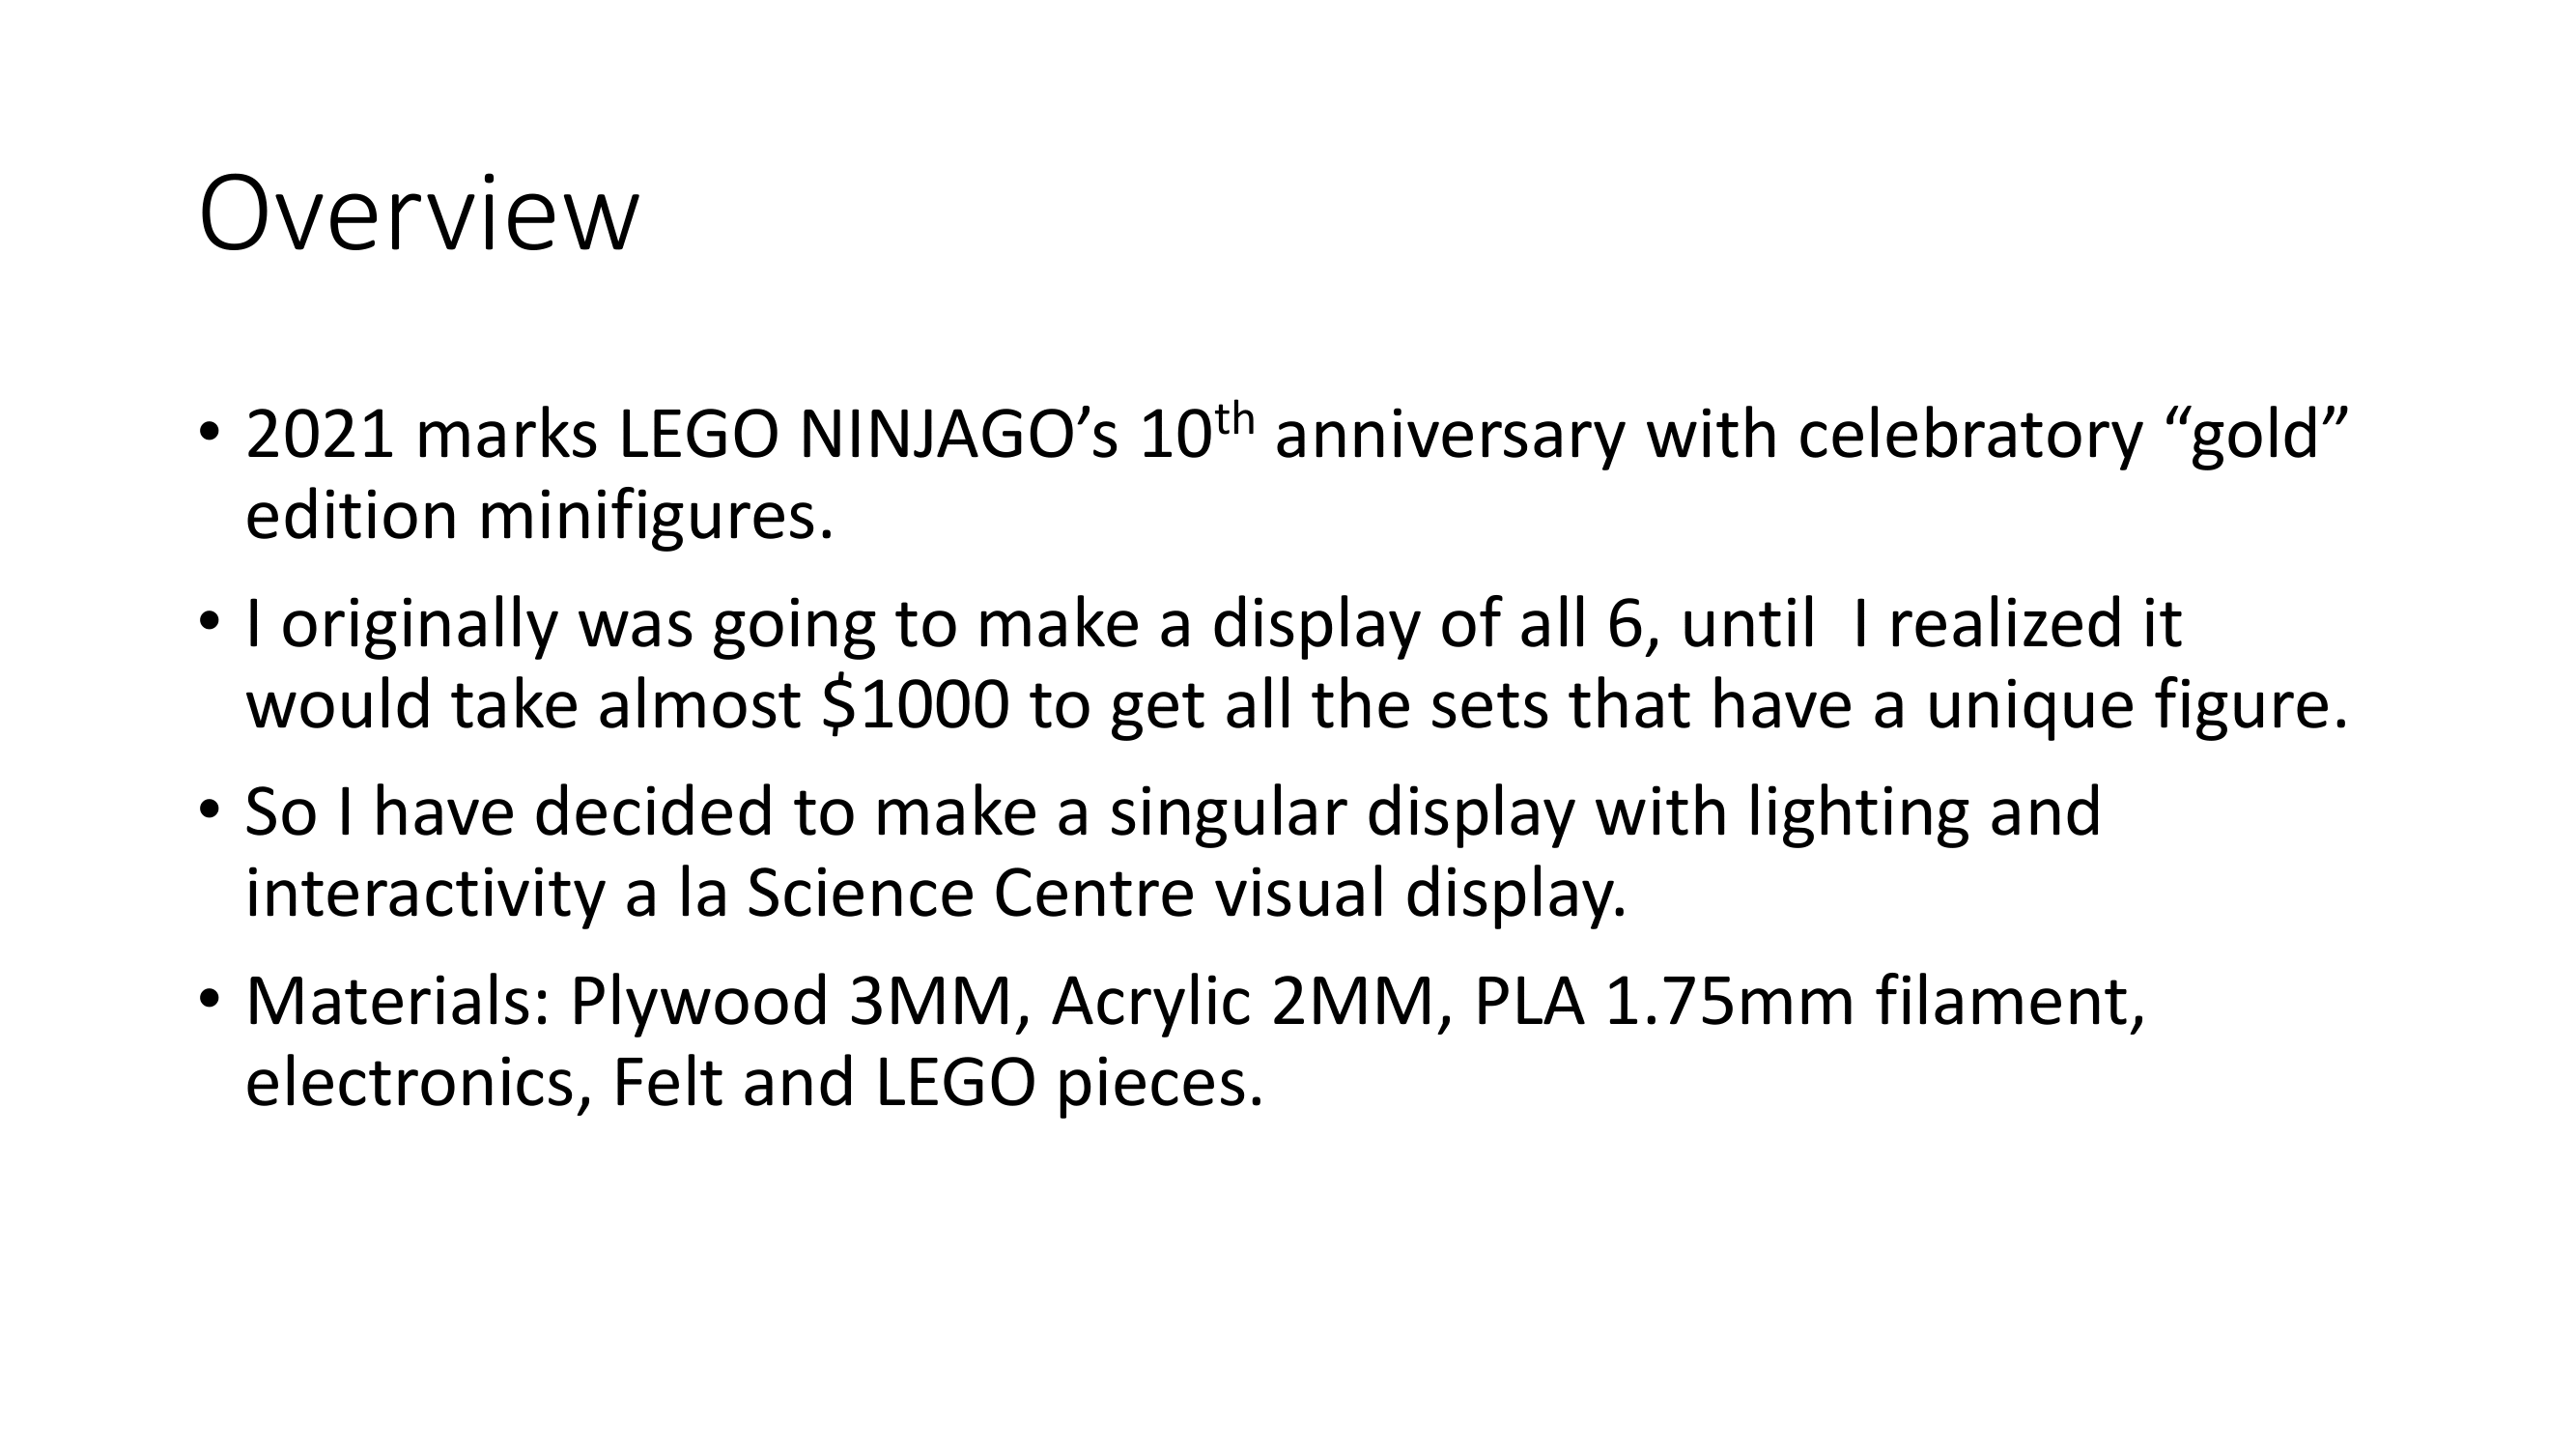 Overview
• 2021 marks LEGO NINJAGO’s 10th anniversary with celebratory “gold”
edition minifigures.
• I originally was going to make a display of all 6, until  I realized it
would take almost $1000 to get all the sets that have a unique figure.
• So I have decided to make a singular display with lighting and
interactivity a la Science Centre visual display.
• Materials: Plywood 3MM, Acrylic 2MM, PLA 1.75mm filament,
electronics, Felt and LEGO pieces.